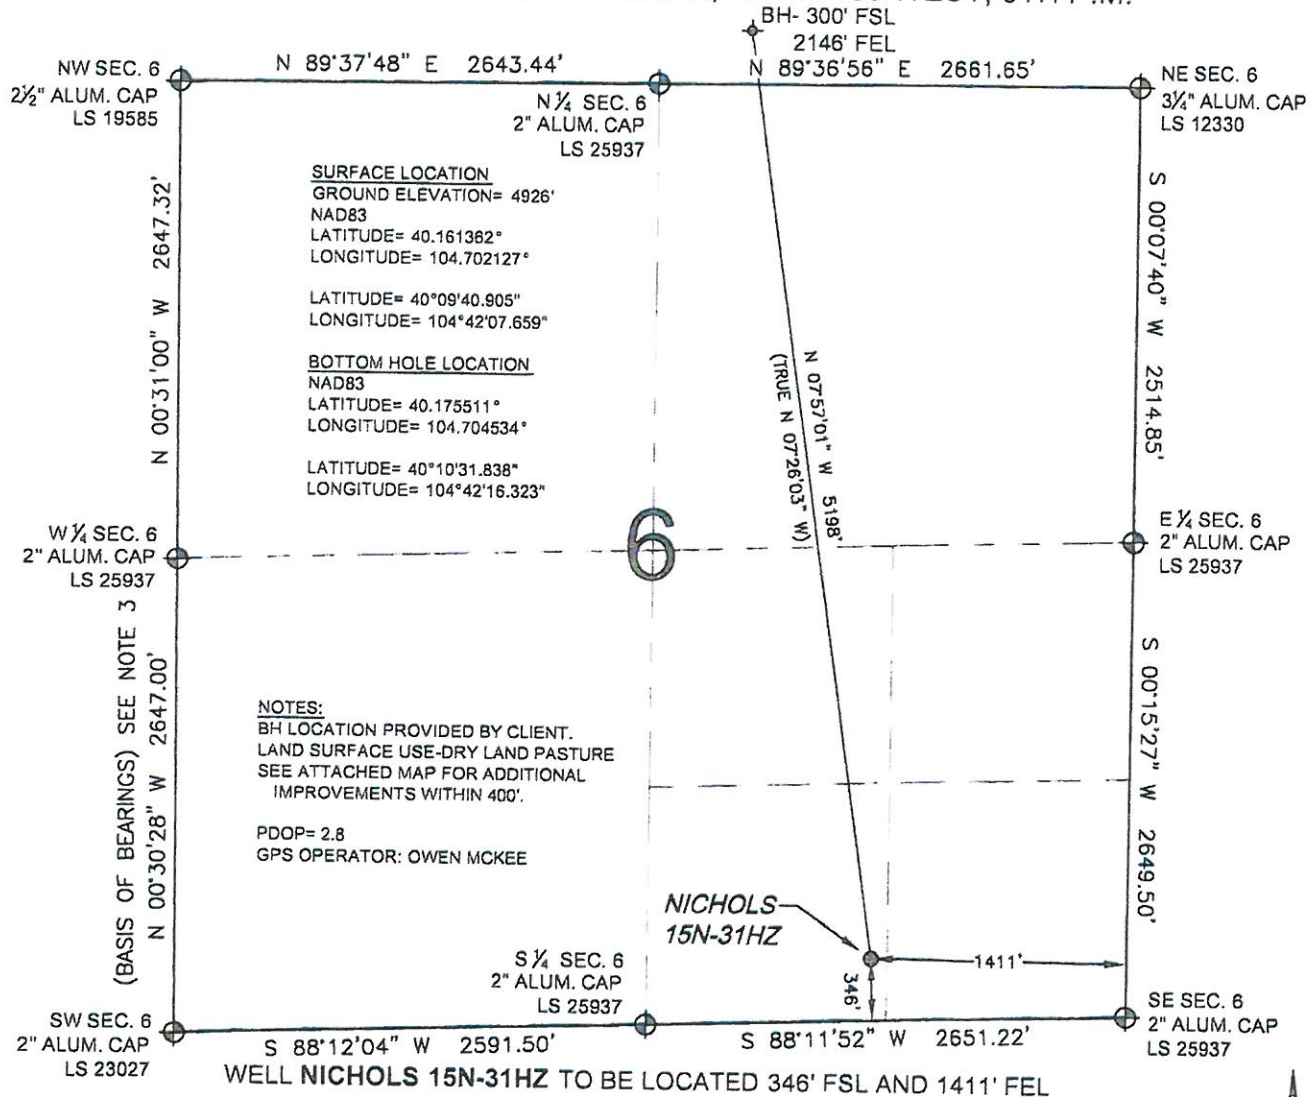 BH- 300' FSL
2146' FEL
N 89°37'48" E 2643.44'
N 89°36'56" E 2661.65'
NW SEC. 6
2½" ALUM. CAP
LS 19585
N ¼ SEC. 6
2" ALUM. CAP
LS 25937
NE SEC. 6
3¼" ALUM. CAP
LS 12330
SURFACE LOCATION
GROUND ELEVATION= 4926'
NAD83
LATITUDE= 40.161362°
LONGITUDE= 104.702127°
LATITUDE= 40°09'40.905"
LONGITUDE= 104°42'07.659"
BOTTOM HOLE LOCATION
NAD83
LATITUDE= 40.175511°
LONGITUDE= 104.704534°
LATITUDE= 40°10'31.838"
LONGITUDE= 104°42'16.323"
N 00°31'00" W 2647.32'
N 07°57'01" W 5198'
(TRUE N 07°26'03" W)
S 00°07'40" W 2514.85'
W ¼ SEC. 6
2" ALUM. CAP
LS 25937
6
E ¼ SEC. 6
2" ALUM. CAP
LS 25937
(BASIS OF BEARINGS) SEE NOTE 3
N 00°30'28" W 2647.00'
NOTES:
BH LOCATION PROVIDED BY CLIENT.
LAND SURFACE USE-DRY LAND PASTURE
SEE ATTACHED MAP FOR ADDITIONAL
IMPROVEMENTS WITHIN 400'.
PDOP= 2.8
GPS OPERATOR: OWEN MCKEE
S 00°15'27" W 2649.50'
NICHOLS
15N-31HZ
1411'
346'
S ¼ SEC. 6
2" ALUM. CAP
LS 25937
SW SEC. 6
2" ALUM. CAP
LS 23027
SE SEC. 6
2" ALUM. CAP
LS 25937
S 88°12'04" W 2591.50'
S 88°11'52" W 2651.22'
WELL NICHOLS 15N-31HZ TO BE LOCATED 346' FSL AND 1411' FEL